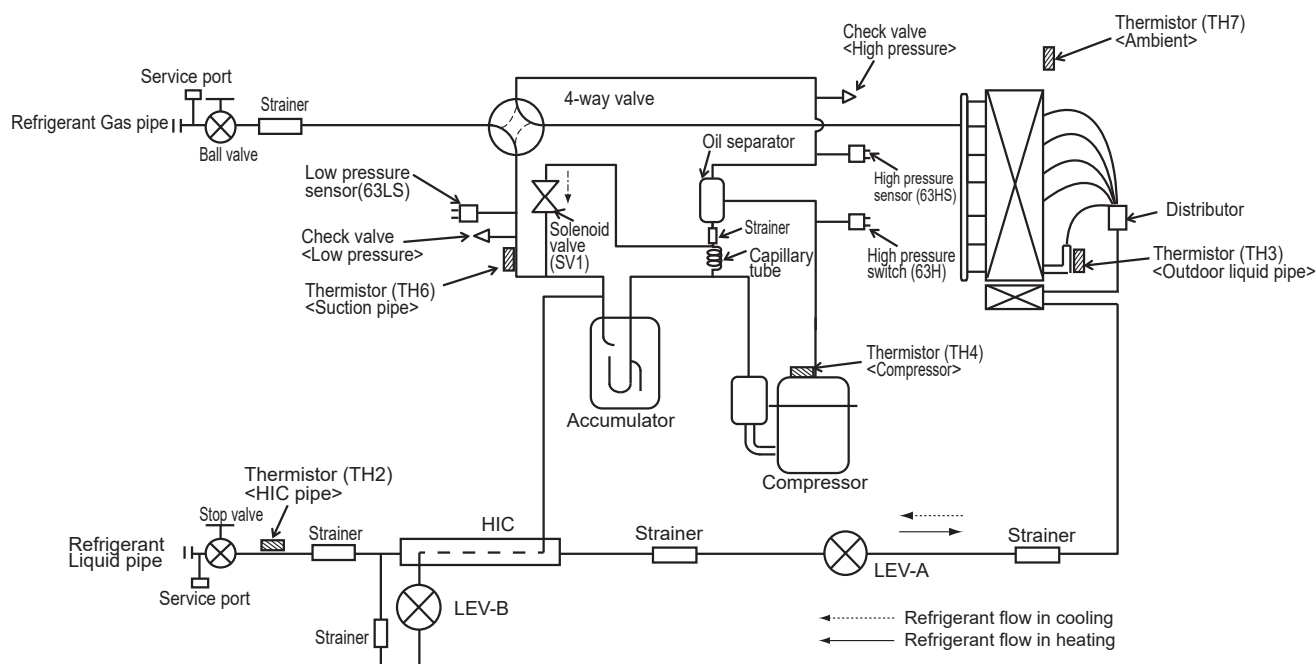 Thermistor (TH7)
<Ambient>
Check valve
<High pressure>
Service port
Strainer
4-way valve
Refrigerant Gas pipe
Ball valve
Oil separator
Low pressure
sensor(63LS)
High pressure
sensor (63HS)
Solenoid
valve
(SV1)
Strainer
Distributor
Check valve
<Low pressure>
Capillary
tube
High pressure
switch (63H)
Thermistor (TH3)
<Outdoor liquid pipe>
Thermistor (TH6)
<Suction pipe>
Thermistor (TH4)
<Compressor>
Accumulator
Compressor
Thermistor (TH2)
<HIC pipe>
Stop valve
Strainer
HIC
Strainer
Strainer
Refrigerant
Liquid pipe
LEV-A
Service port
LEV-B
Strainer
Refrigerant flow in cooling
Refrigerant flow in heating